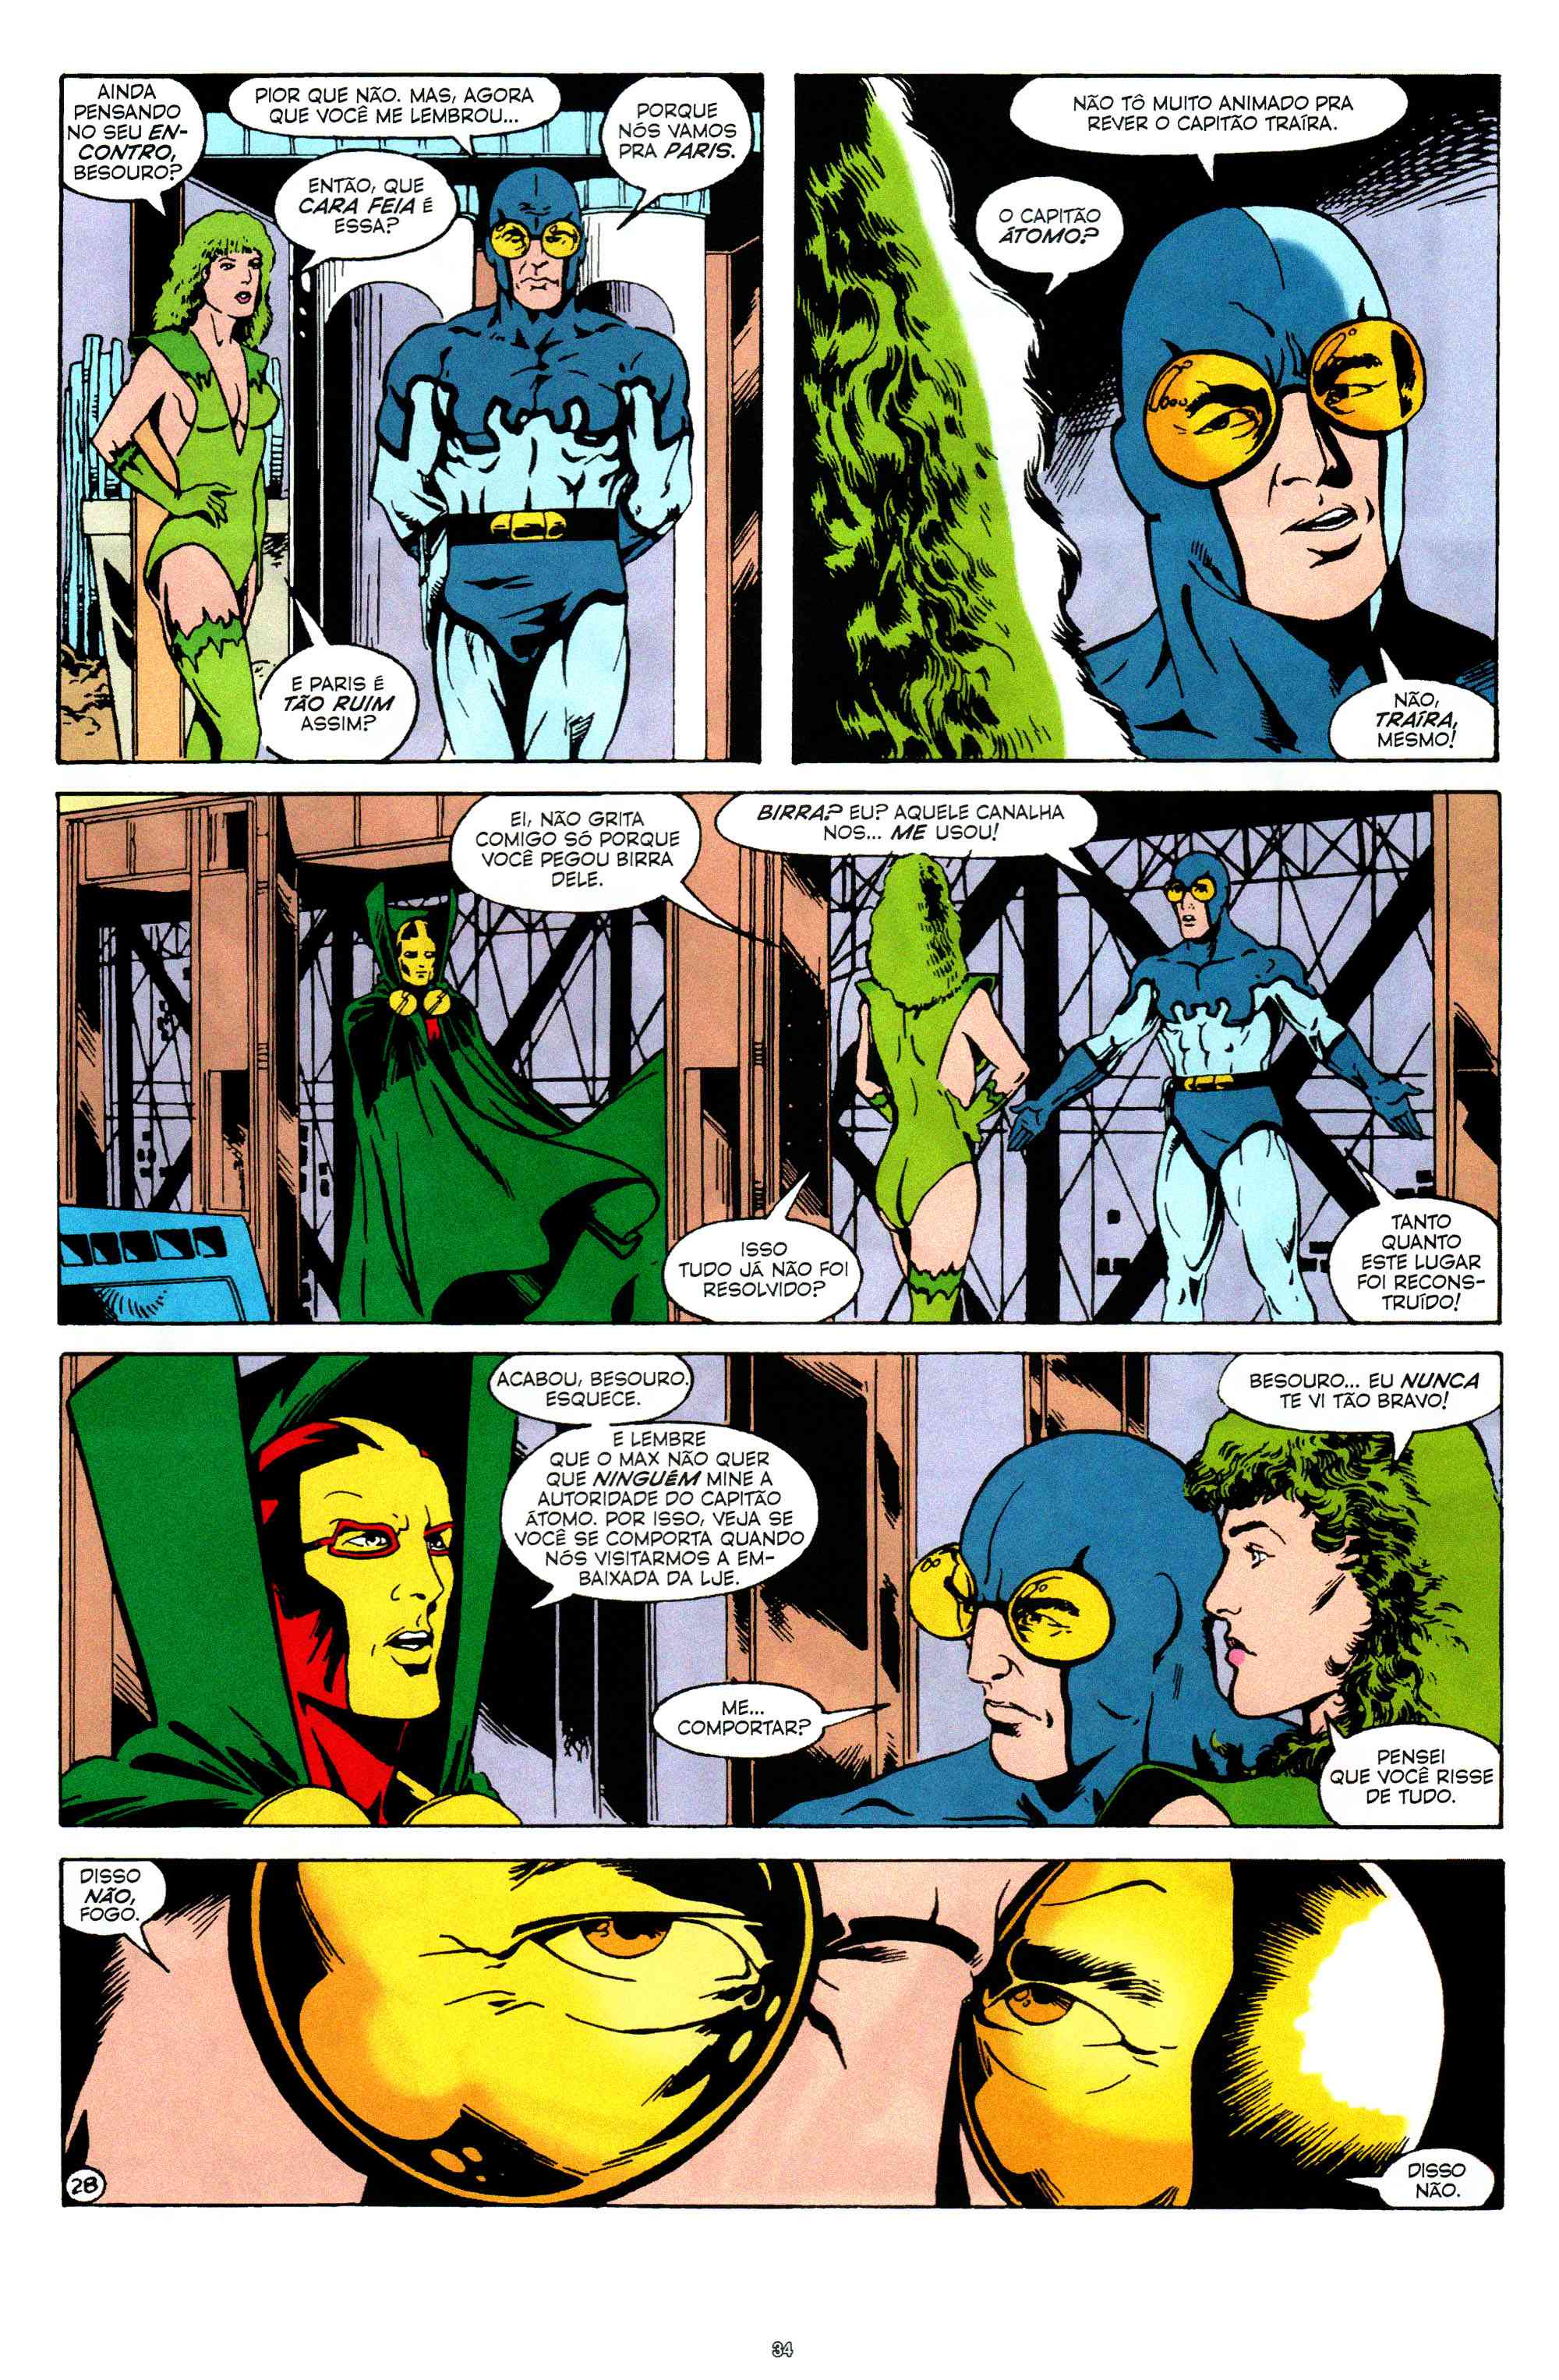 AINDA
PENSANDO
NO SEU EN-
CONTRO,
BESOURO?
PIOR QUE NÃO. MAS, AGORA
QUE VOCÊ ME LEMBROU...
ENTÃO, QUE
CARA FEIA É
ESSA?
PORQUE
NÓS VAMOS
PRA PARIS.
E PARIS É
TÃO RUIM
ASSIM?
NÃO TÔ MUITO ANIMADO PRA
REVER O CAPITÃO TRAÍRA.
O CAPITÃO
ÁTOMO?
NÃO,
TRAÍRA,
MESMO!
EI, NÃO GRITA
COMIGO SÓ PORQUE
VOCÊ PEGOU BIRRA
DELE.
BIRRA? EU? AQUELE CANALHA
NOS... ME USOU!
ISSO
TUDO JÁ NÃO FOI
RESOLVIDO?
TANTO
QUANTO
ESTE LUGAR
FOI RECONS-
TRUÍDO!
ACABOU, BESOURO.
ESQUECE.
E LEMBRE
QUE O MAX NÃO QUER
QUE NINGUÉM MINE A
AUTORIDADE DO CAPITÃO
ÁTOMO. POR ISSO, VEJA SE
VOCÊ SE COMPORTA QUANDO
NÓS VISITARMOS A EM-
BAIXADA DA LJE.
ME...
COMPORTAR?
BESOURO... EU NUNCA
TE VI TÃO BRAVO!
PENSEI
QUE VOCÊ RISSE
DE TUDO.
DISSO
NÃO,
FOGO.
DISSO
NÃO.
28
34